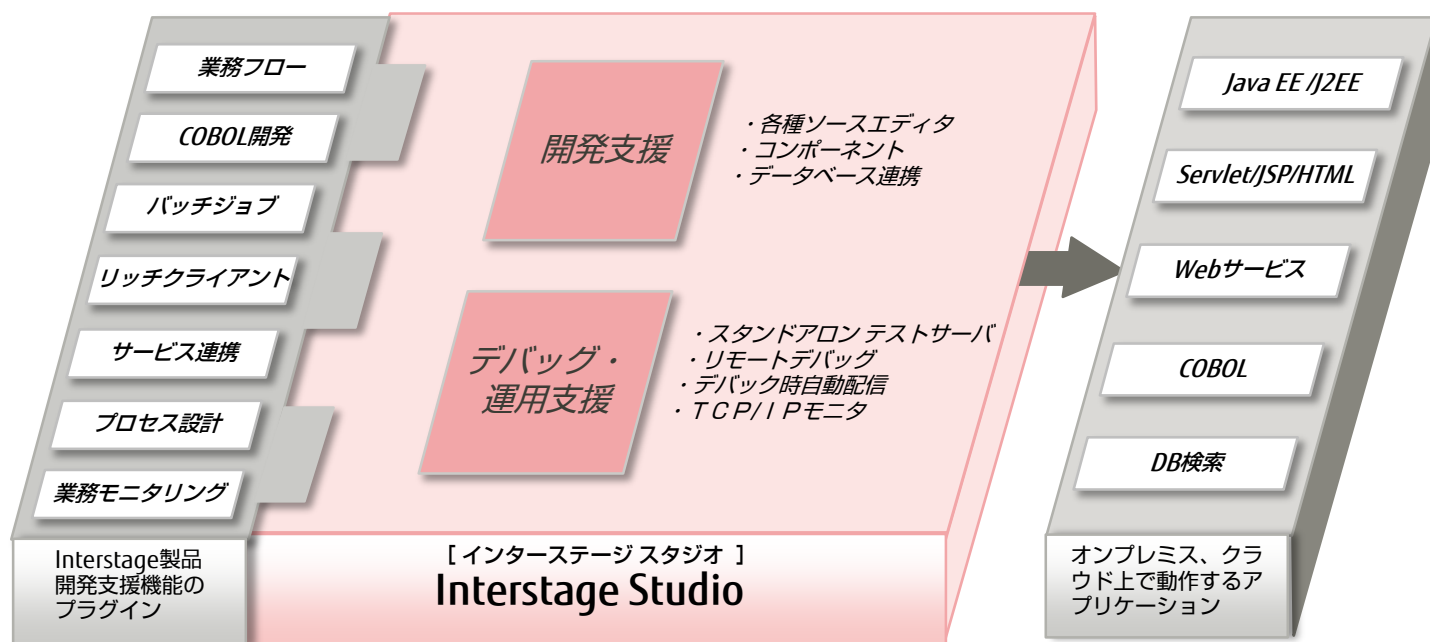 業務フロー
COBOL開発
バッチジョブ
リッチクライアント
サービス連携
プロセス設計
業務モニタリング
Interstage製品
開発支援機能の
プラグイン
開発支援
・各種ソースエディタ
・コンポーネント
・データベース連携
デバッグ・
運用支援
・スタンドアロン テストサーバ
・リモートデバッグ
・デバック時自動配信
・ＴＣＰ/ＩＰモニタ
［ インターステージ スタジオ ］
Interstage Studio
Java EE /J2EE
Servlet/JSP/HTML
Webサービス
COBOL
DB検索
オンプレミス、クラ
ウド上で動作するア
プリケーション